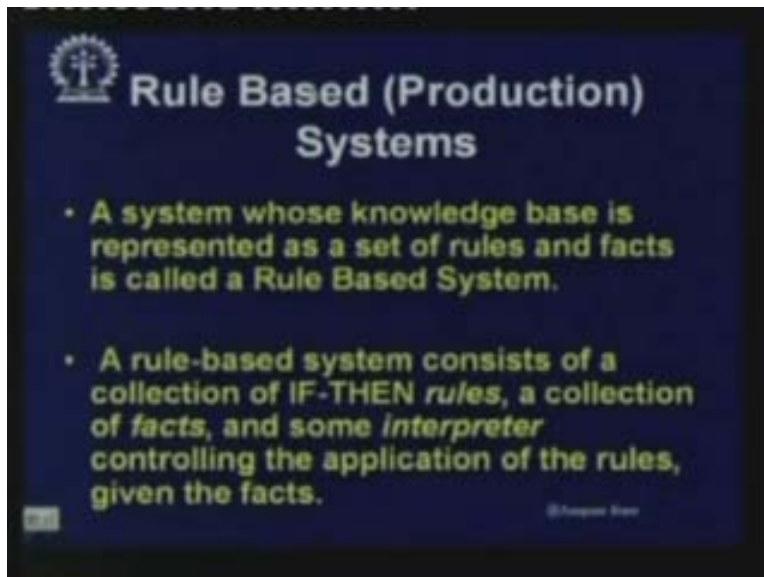 Rule Based (Production)
Systems
• A system whose knowledge base is
represented as a set of rules and facts
is called a Rule Based System.
• A rule-based system consists of a
collection of IF-THEN rules, a collection
of facts, and some interpreter
controlling the application of the rules,
given the facts.